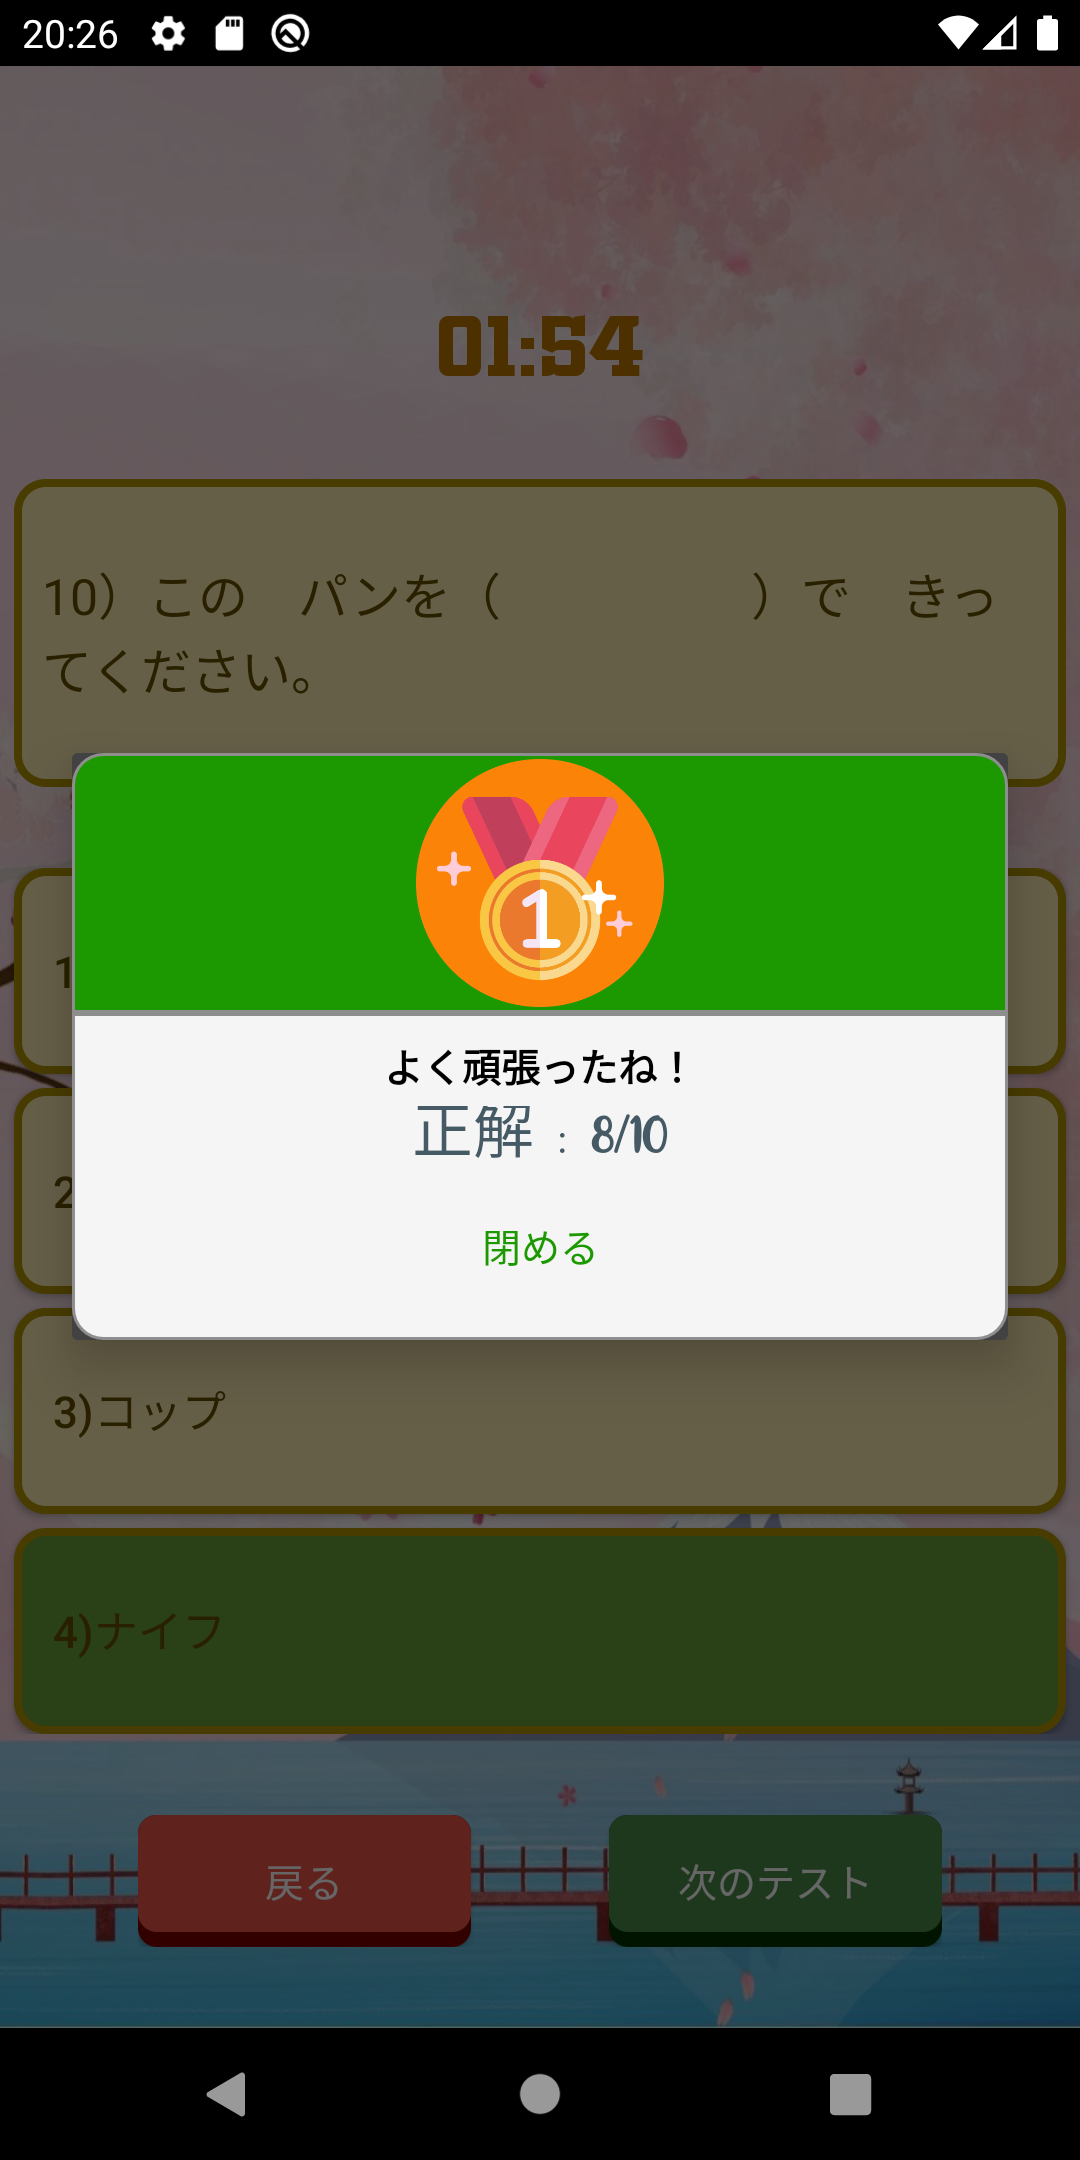 20:26
01:54
10）この　パンを（　　　　　）で　きっ
てください。
1
よく頑張ったね！
正解 : 8/10
2
閉める
3)コップ
4)ナイフ
戻る
次のテスト